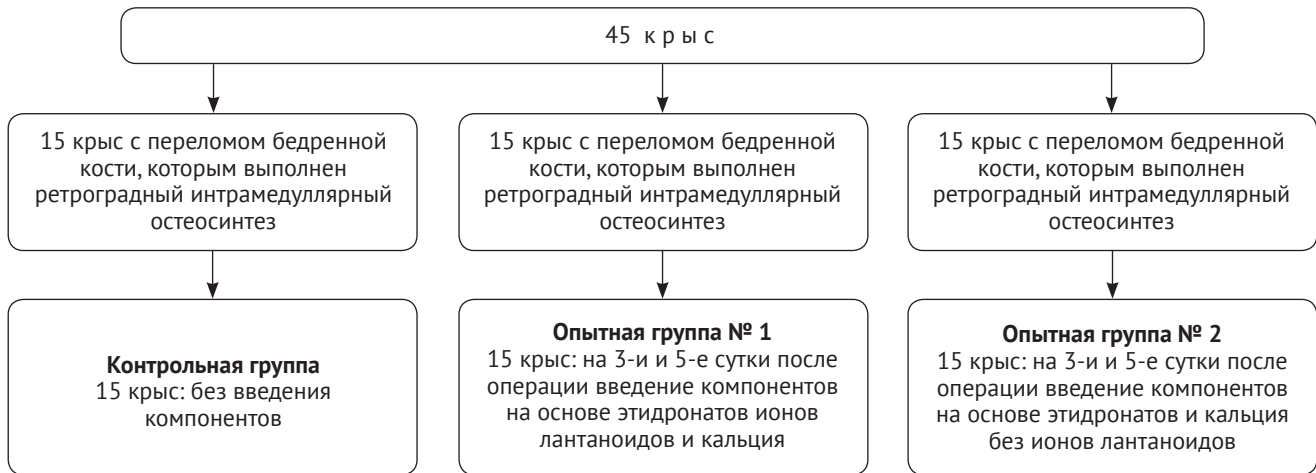 45 к р ы с
15 крыс с переломом бедренной
кости, которым выполнен
ретроградный интрамедуллярный
остеосинтез
15 крыс с переломом бедренной
кости, которым выполнен
ретроградный интрамедуллярный
остеосинтез
15 крыс с переломом бедренной
кости, которым выполнен
ретроградный интрамедуллярный
остеосинтез
Контрольная группа
15 крыс: без введения
компонентов
Опытная группа № 1
15 крыс: на 3-и и 5-е сутки после
операции введение компонентов
на основе этидронатов ионов
лантаноидов и кальция
Опытная группа № 2
15 крыс: на 3-и и 5-е сутки после
операции введение компонентов
на основе этидронатов и кальция
без ионов лантаноидов